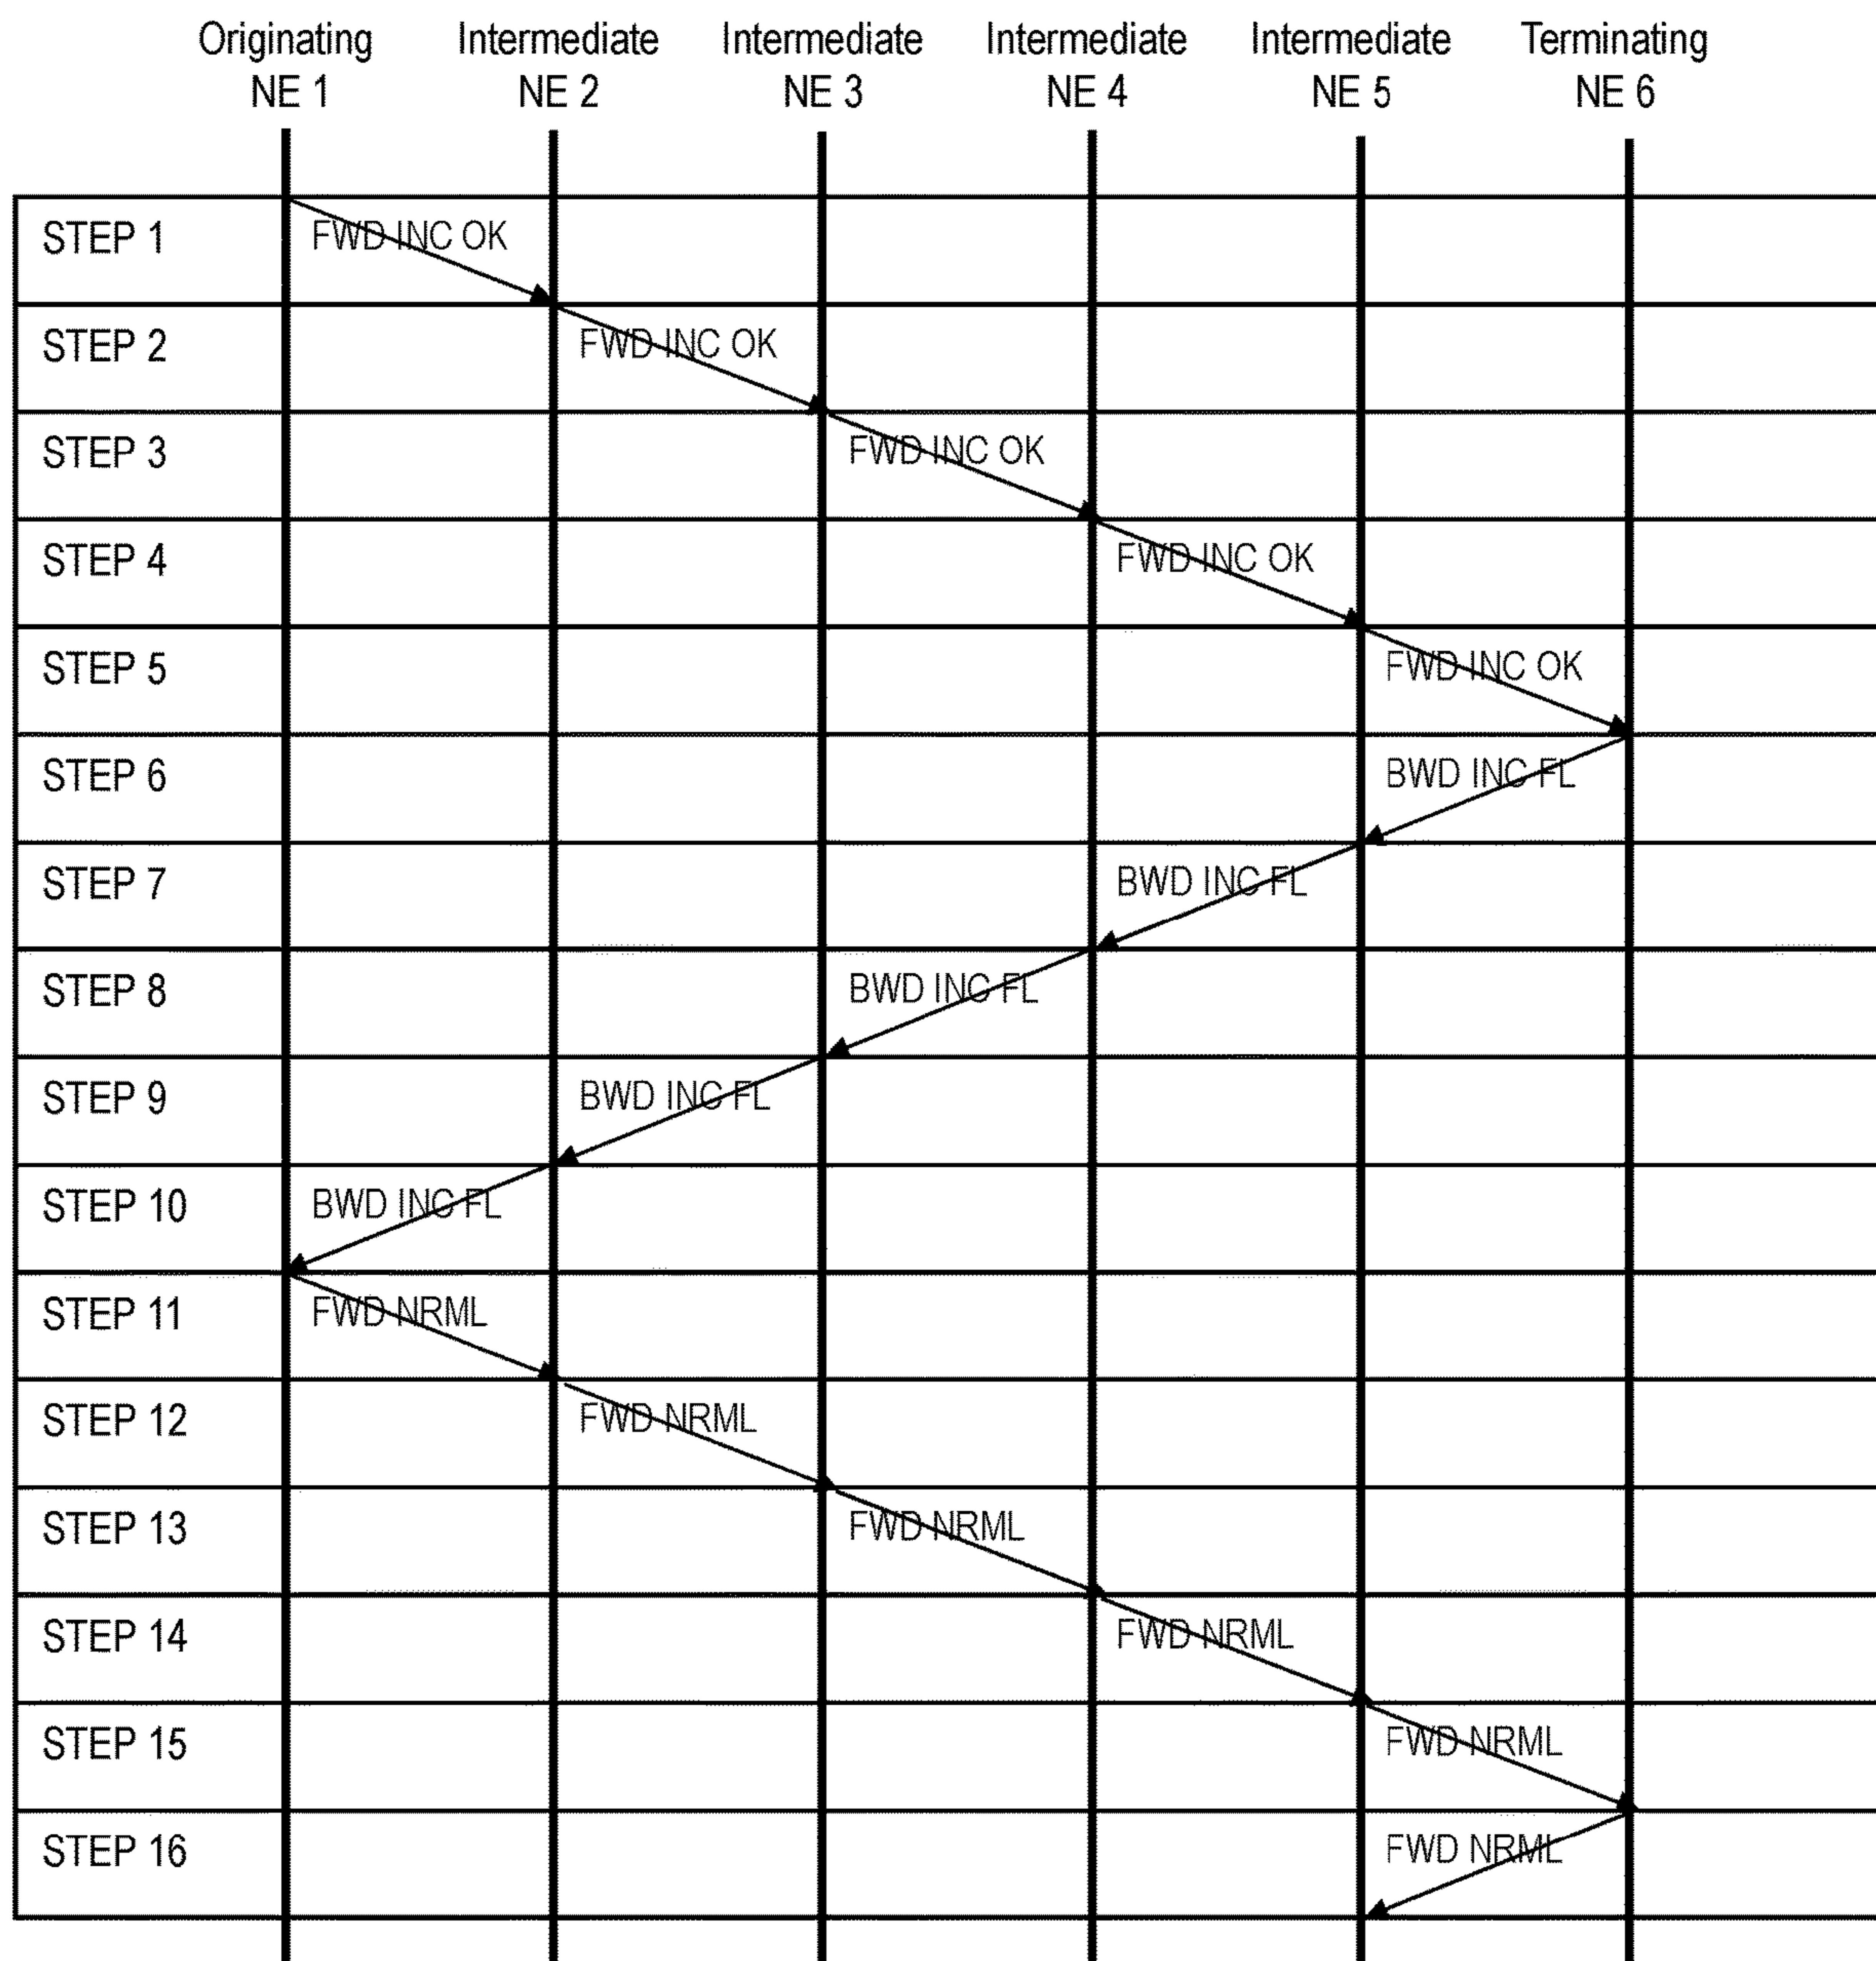 Originating Intermediate Intermediate Intermediate Intermediate Terminating
NE 1 NE 2 NE 3 NE 4 NE 5 NE 6
STEP 1 FWD INC OK
STEP 2 FWD INC OK
STEP 3 FWD INC OK
STEP 4 FWD INC OK
STEP 5 FWD INC OK
STEP 6 BWD INC FL
STEP 7 BWD INC FL
STEP 8 BWD INC FL
STEP 9 BWD INC FL
STEP 10 BWD INC FL
STEP 11 FWD NRML
STEP 12 FWD NRML
STEP 13 FWD NRML
STEP 14 FWD NRML
STEP 15 FWD NRML
STEP 16 FWD NRML